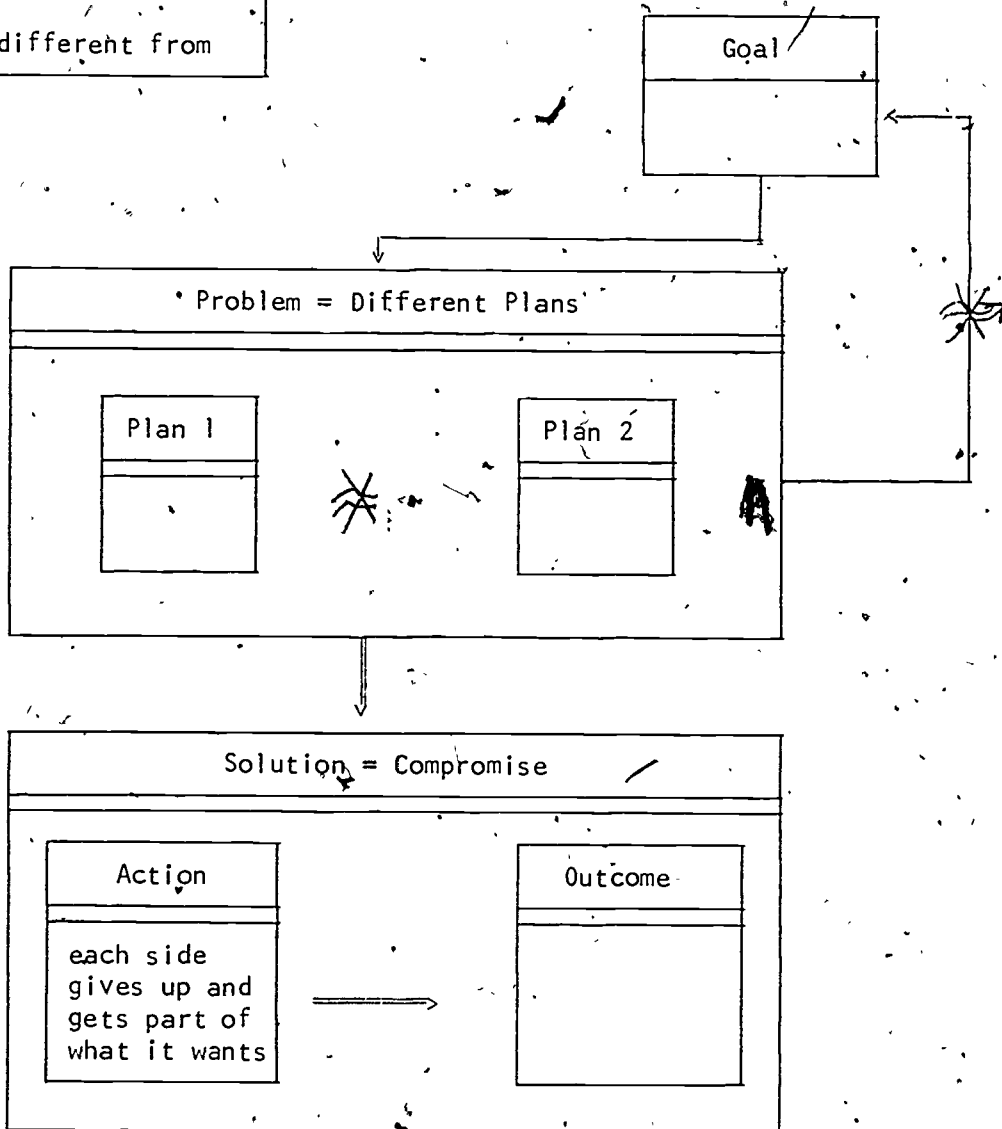 different from
Goal
Problem = Different Plans
Plan 1
Plan 2
Solution = Compromise
Action
Outcome
each side
gives up and
gets part of
what it wants